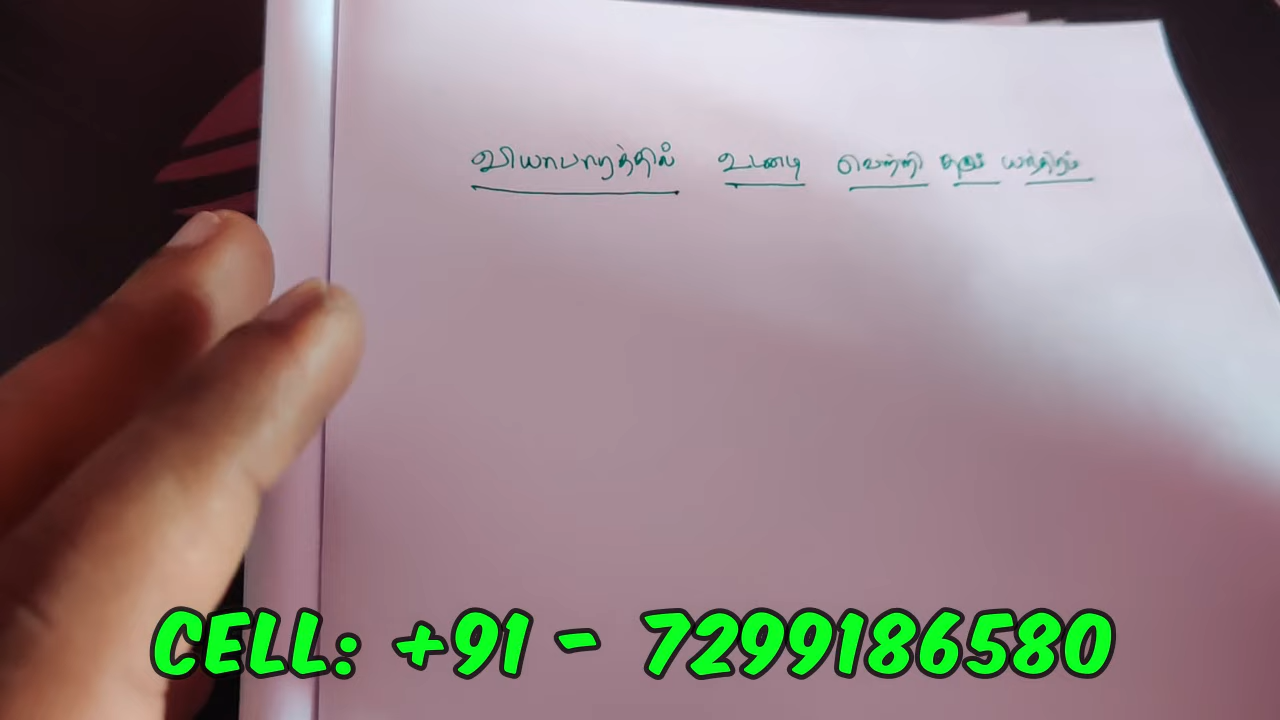 வியாபாரத்தில் உடனடி வெற்றி தரும் யந்திரம்
CELL: +91 - 7299186580